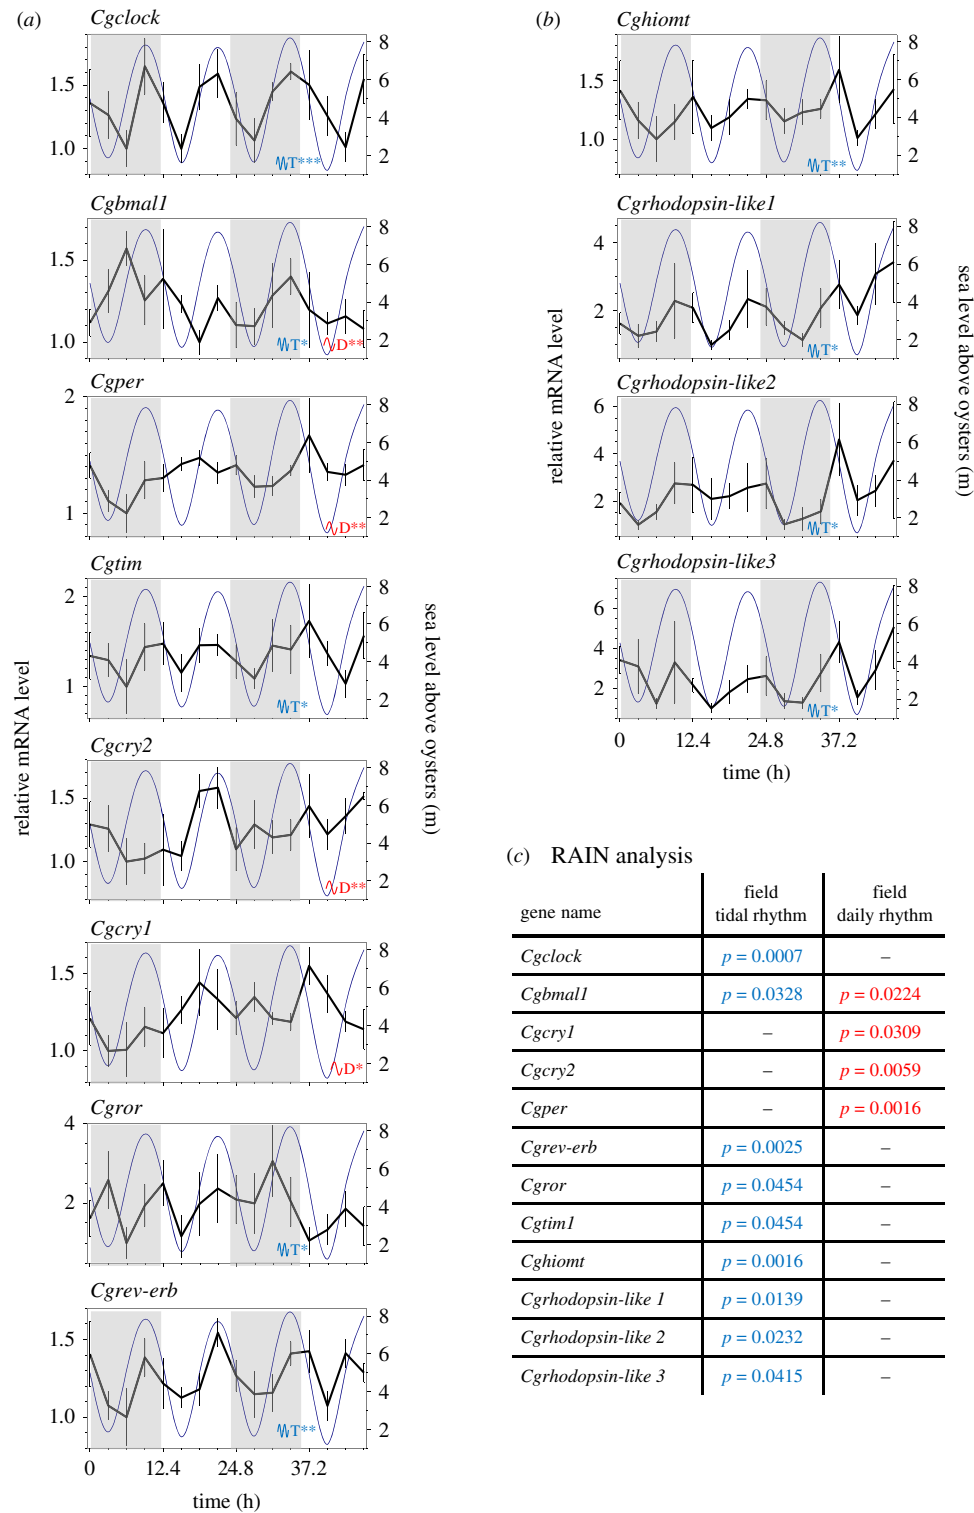 (a) Cgclock
1.5
1.0
8
6
4
2
T***
Cgbmal1
1.5
1.0
8
6
4
2
T* D**
Cgper
2
1
8
6
4
2
D**
Cgtim
2
1
8
6
4
2
T*
Cgcry2
1.5
1.0
8
6
4
2
D**
Cgcry1
1.5
1.0
8
6
4
2
D*
Cgror
4
2
8
6
4
2
T*
Cgrev-erb
1.5
1.0
8
6
4
2
T**
0 12.4 24.8 37.2
time (h)
relative mRNA level
sea level above oysters (m)
(b) Cghiomt
1.5
1.0
8
6
4
2
T**
Cgrhodopsin-like1
4
2
8
6
4
2
T*
Cgrhodopsin-like2
6
4
2
8
6
4
2
T*
Cgrhodopsin-like3
6
4
2
8
6
4
2
T*
0 12.4 24.8 37.2
time (h)
relative mRNA level
sea level above oysters (m)
(c) RAIN analysis
gene name field tidal rhythm field daily rhythm
Cgclock p = 0.0007 –
Cgbmal1 p = 0.0328 p = 0.0224
Cgcry1 – p = 0.0309
Cgcry2 – p = 0.0059
Cgper – p = 0.0016
Cgrev-erb p = 0.0025 –
Cgror p = 0.0454 –
Cgtim1 p = 0.0454 –
Cghiomt p = 0.0016 –
Cgrhodopsin-like 1 p = 0.0139 –
Cgrhodopsin-like 2 p = 0.0232 –
Cgrhodopsin-like 3 p = 0.0415 –